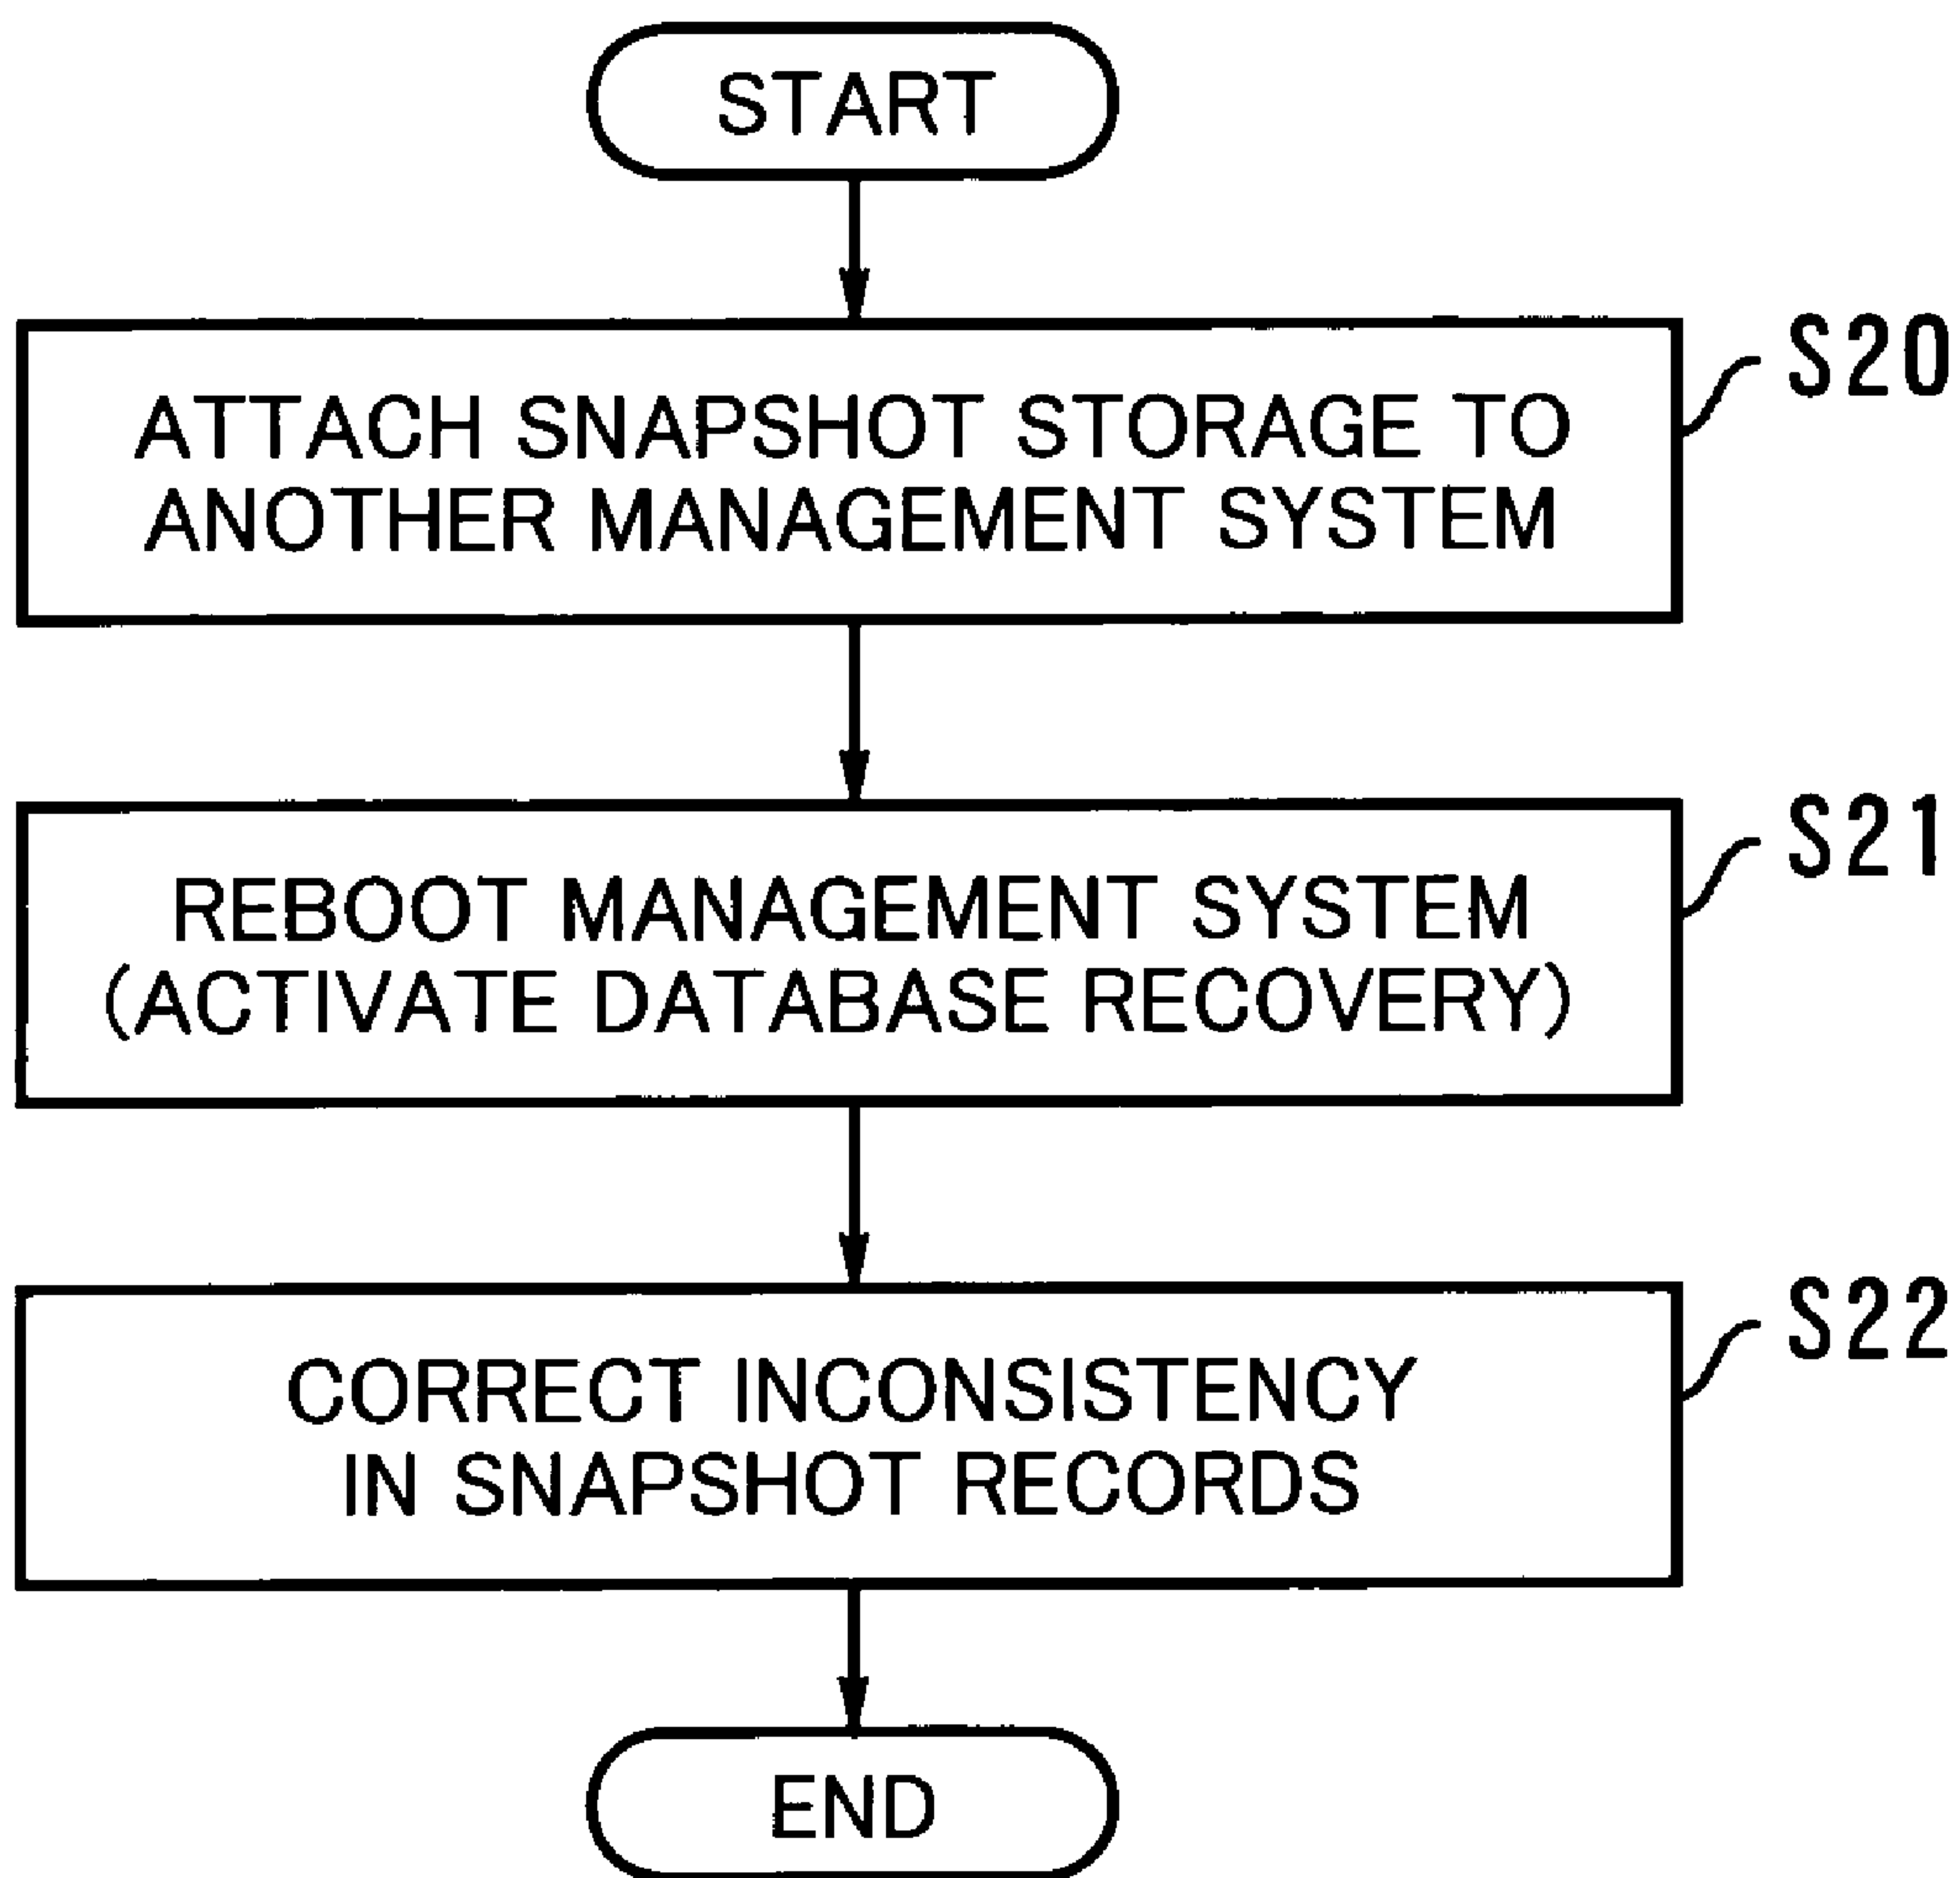 START
S20
ATTACH SNAPSHOT STORAGE TO
ANOTHER MANAGEMENT SYSTEM
S21
REBOOT MANAGEMENT SYSTEM
(ACTIVATE DATABASE RECOVERY)
S22
CORRECT INCONSISTENCY
IN SNAPSHOT RECORDS
END